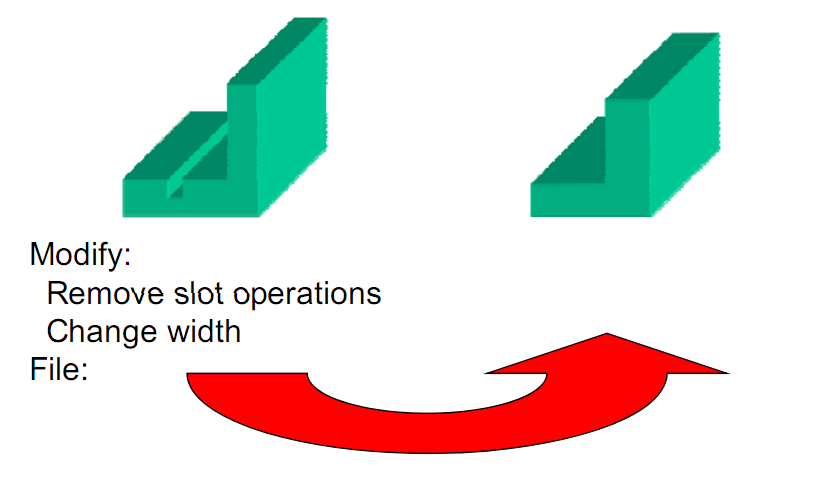 Modify:
Remove slot operations
Change width
File: